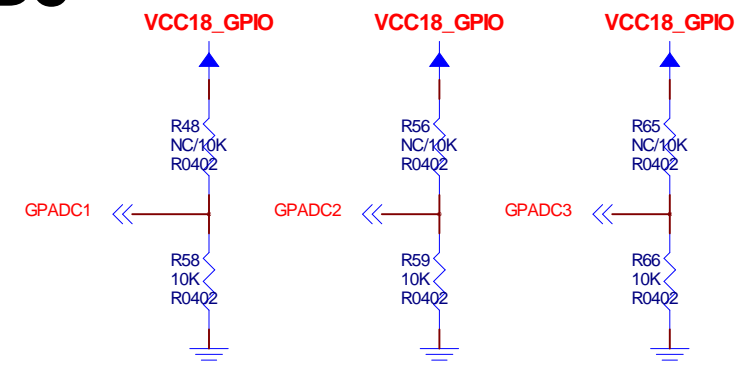 VCC18_GPIO
VCC18_GPIO
VCC18_GPIO
R48
NC/10K
R0402
R56
NC/10K
R0402
R65
NC/10K
R0402
GPADC1
GPADC2
GPADC3
R58
10K
R0402
R59
10K
R0402
R66
10K
R0402